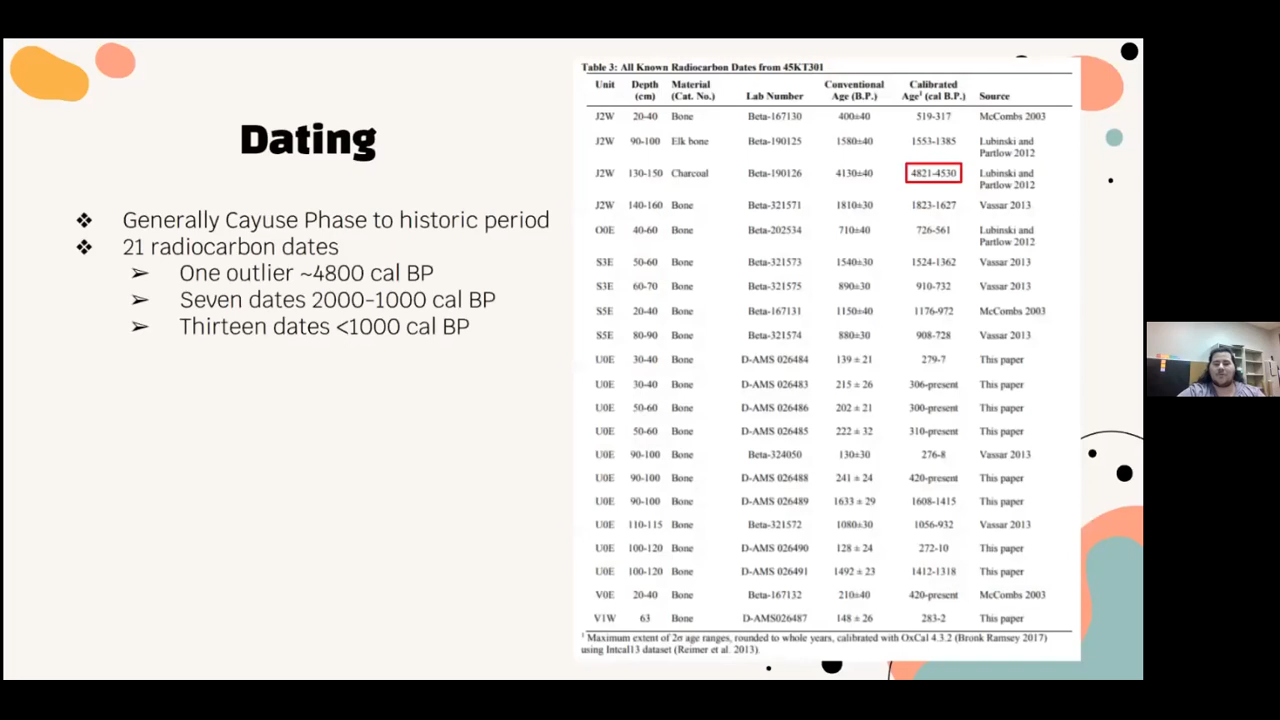 Dating
❖ Generally Cayuse Phase to historic period
❖ 21 radiocarbon dates
➢ One outlier ~4800 cal BP
➢ Seven dates 2000-1000 cal BP
➢ Thirteen dates <1000 cal BP
Table 3: All Known Radiocarbon Dates from 45KT301
Unit Depth (cm) Material (Cat. No.) Lab Number Conventional Age (B.P.) Calibrated Age¹ (cal B.P.) Source
J2W 20-40 Bone Beta-167130 400±40 519-317 McCombs 2003
J2W 90-100 Elk bone Beta-190125 1580±40 1553-1385 Lubinski and Partlow 2012
J2W 130-150 Charcoal Beta-190126 4130±40 4821-4530 Lubinski and Partlow 2012
J2W 140-160 Bone Beta-321571 1810±30 1823-1627 Vassar 2013
O0E 40-60 Bone Beta-202534 710±40 726-561 Lubinski and Partlow 2012
S3E 50-60 Bone Beta-321573 1540±30 1524-1362 Vassar 2013
S3E 60-70 Bone Beta-321575 890±30 910-732 Vassar 2013
S5E 20-40 Bone Beta-167131 1150±40 1176-972 McCombs 2003
S5E 80-90 Bone Beta-321574 880±30 908-728 Vassar 2013
U0E 30-40 Bone D-AMS 026484 139 ± 21 279-7 This paper
U0E 30-40 Bone D-AMS 026483 215 ± 26 306-present This paper
U0E 50-60 Bone D-AMS 026486 202 ± 21 300-present This paper
U0E 50-60 Bone D-AMS 026485 222 ± 32 310-present This paper
U0E 90-100 Bone Beta-324050 130±30 276-8 Vassar 2013
U0E 90-100 Bone D-AMS 026488 241 ± 24 420-present This paper
U0E 90-100 Bone D-AMS 026489 1633 ± 29 1608-1415 This paper
U0E 110-115 Bone Beta-321572 1080±30 1056-932 Vassar 2013
U0E 100-120 Bone D-AMS 026490 128 ± 24 272-10 This paper
U0E 100-120 Bone D-AMS 026491 1492 ± 23 1412-1318 This paper
V0E 20-40 Bone Beta-167132 210±40 420-present McCombs 2003
V1W 63 Bone D-AMS026487 148 ± 26 283-2 This paper
¹ Maximum extent of 2σ age ranges, rounded to whole years, calibrated with OxCal 4.3.2 (Bronk Ramsey 2017)
using Intcal13 dataset (Reimer et al. 2013).